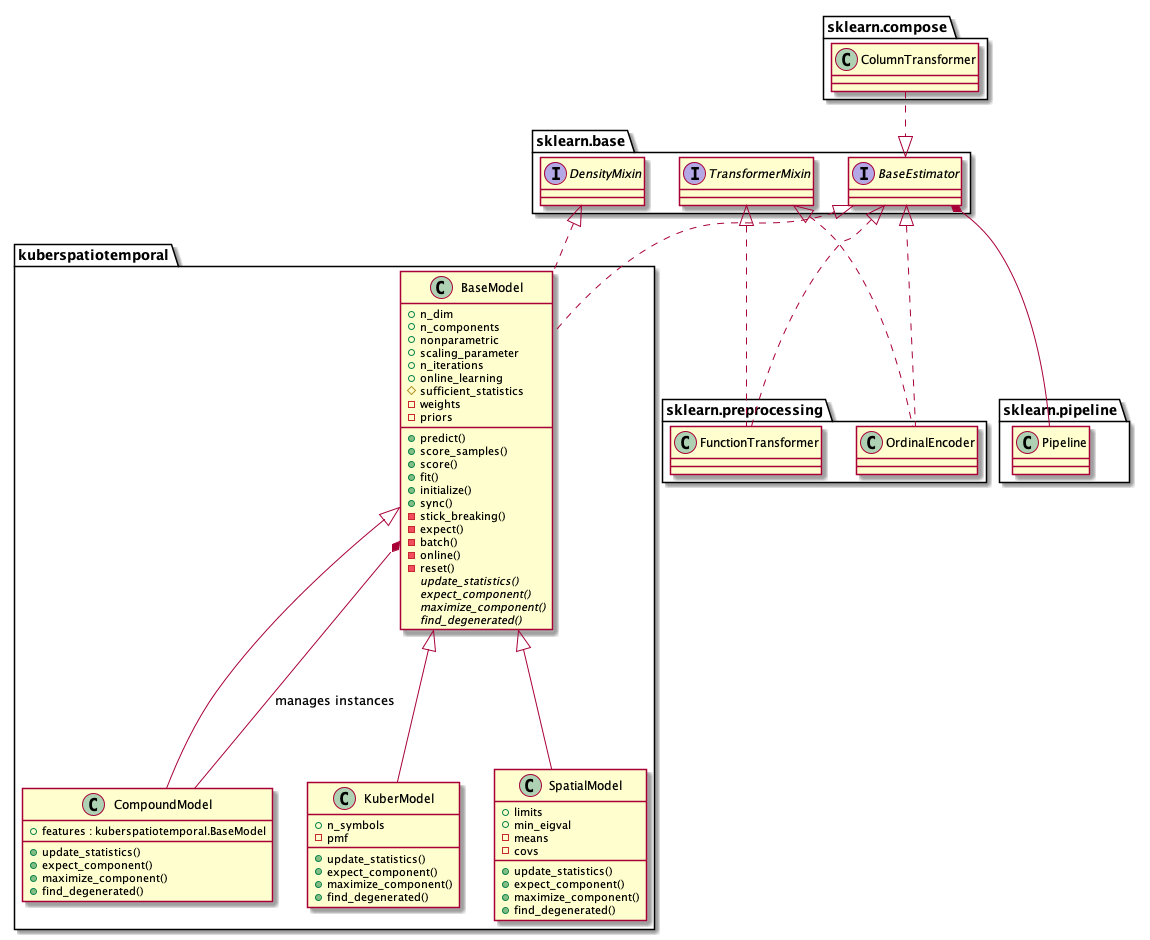 sklearn.compose
C ColumnTransformer
sklearn.base
I DensityMixin
I TransformerMixin
I BaseEstimator
kuberspatiotemporal
C BaseModel
n_dim
n_components
nonparametric
scaling_parameter
n_iterations
online_learning
sufficient_statistics
weights
priors
predict()
score_samples()
score()
fit()
initialize()
sync()
stick_breaking()
expect()
batch()
online()
reset()
update_statistics()
expect_component()
maximize_component()
find_degenerated()
sklearn.preprocessing
C FunctionTransformer
C OrdinalEncoder
sklearn.pipeline
C Pipeline
manages instances
C CompoundModel
features : kuberspatiotemporal.BaseModel
update_statistics()
expect_component()
maximize_component()
find_degenerated()
C KuberModel
n_symbols
pmf
update_statistics()
expect_component()
maximize_component()
find_degenerated()
C SpatialModel
limits
min_eigval
means
covs
update_statistics()
expect_component()
maximize_component()
find_degenerated()